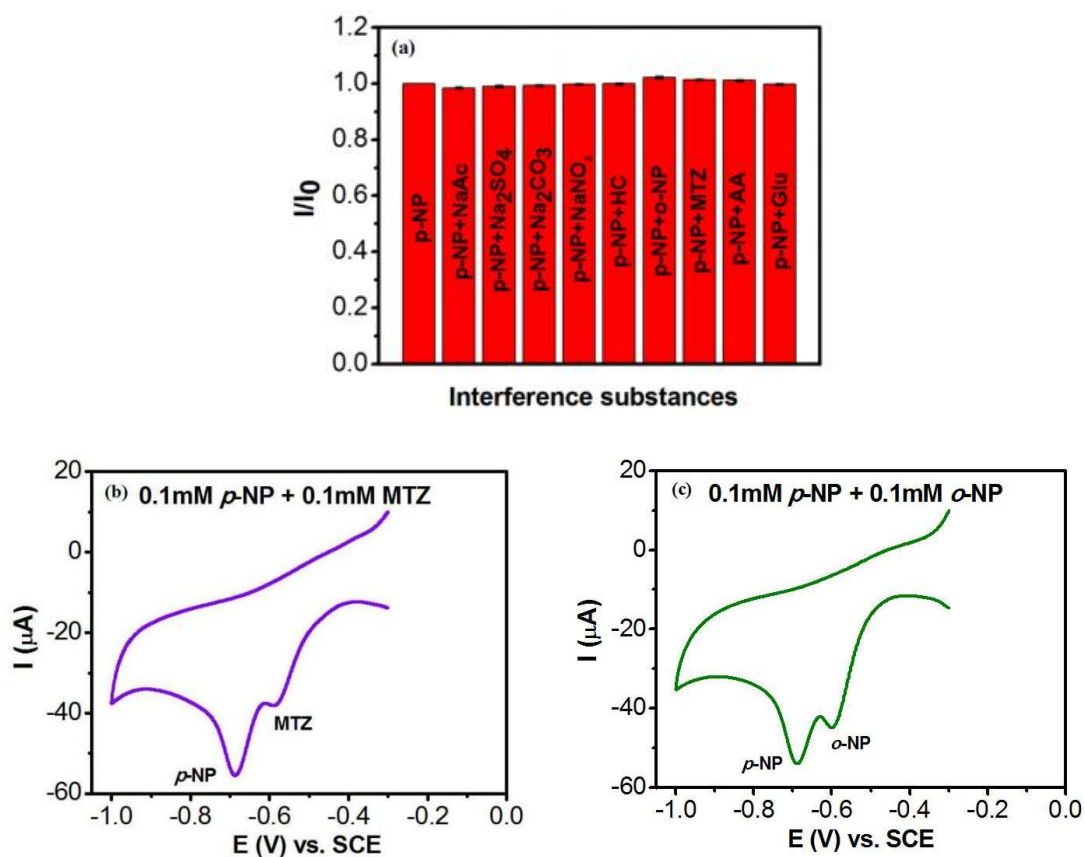 (a)
1.2
1.0
0.8
0.6
0.4
0.2
0.0
I/I₀
p-NP
p-NP+NaAc
p-NP+Na₂SO₄
p-NP+Na₂CO₃
p-NP+NaNO₃
p-NP+HC
p-NP+o-NP
p-NP+MTZ
p-NP+AA
p-NP+Glu
Interference substances
(b) 0.1mM p-NP + 0.1mM MTZ
20
0
-20
-40
-60
I (µA)
MTZ
p-NP
-1.0 -0.8 -0.6 -0.4 -0.2 0.0
E (V) vs. SCE
(c) 0.1mM p-NP + 0.1mM o-NP
20
0
-20
-40
-60
I (µA)
o-NP
p-NP
-1.0 -0.8 -0.6 -0.4 -0.2 0.0
E (V) vs. SCE